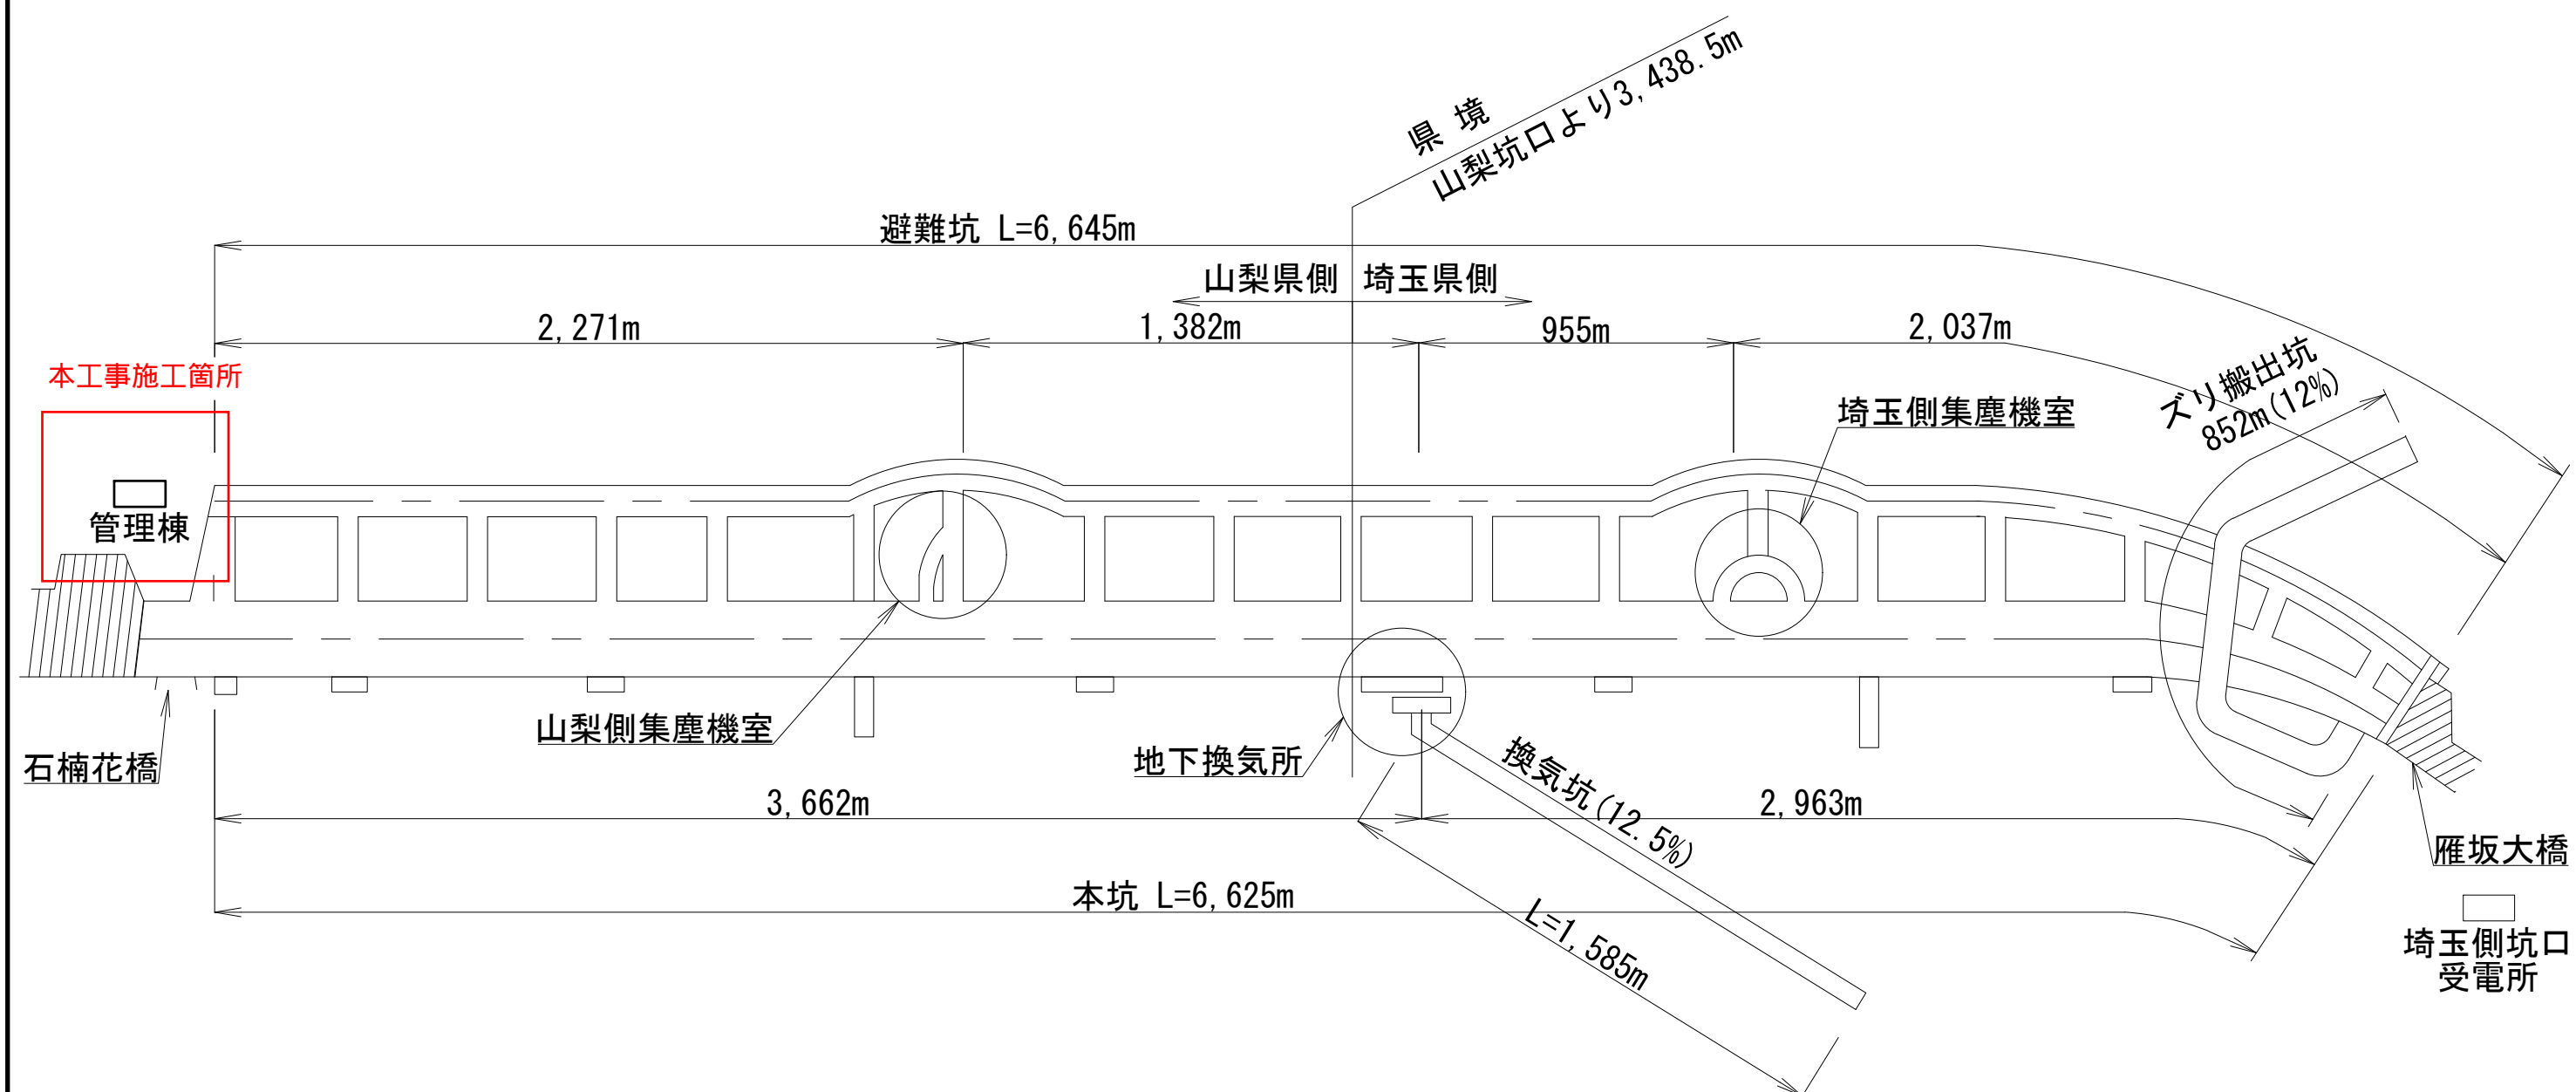 県 境
山梨坑口より3,438.5m
避難坑 L=6,645m
山梨県側
埼玉県側
2,271m
1,382m
955m
2,037m
本工事施工箇所
ズリ搬出坑
852m(12%)
埼玉側集塵機室
管理棟
山梨側集塵機室
石楠花橋
地下換気所
換気坑(12.5%)
3,662m
2,963m
雁坂大橋
本坑 L=6,625m
L=1,585m
埼玉側坑口
受電所